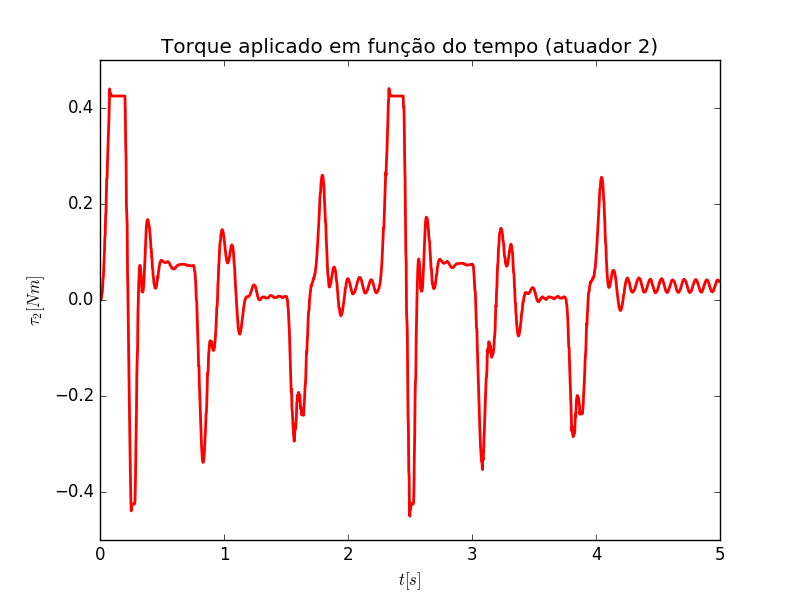 Torque aplicado em função do tempo (atuador 2)
0.4
0.2
0.0
−0.2
−0.4
τ₂[Nm]
0 1 2 3 4 5
t[s]